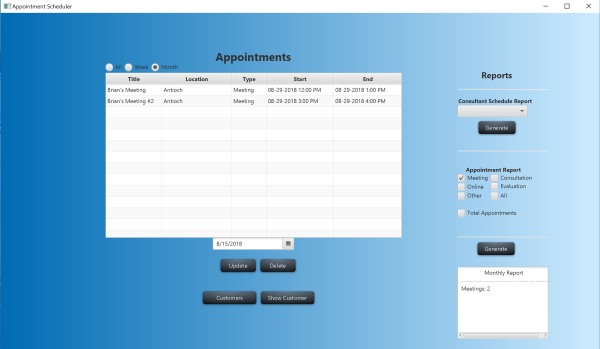 Appointment Scheduler
Appointments
All Week Month
Title Location Type Start End
Brian's Meeting Antioch Meeting 08-29-2018 12:00 PM 08-29-2018 1:00 PM
Brian's Meeting #2 Antioch Meeting 08-29-2018 3:00 PM 08-29-2018 4:00 PM
8/15/2018
Update Delete
Customers Show Customer
Reports
Consultant Schedule Report
Generate
Appointment Report
Meeting Consultation
Online Evaluation
Other All
Total Appointments
Generate
Monthly Report
Meetings: 2